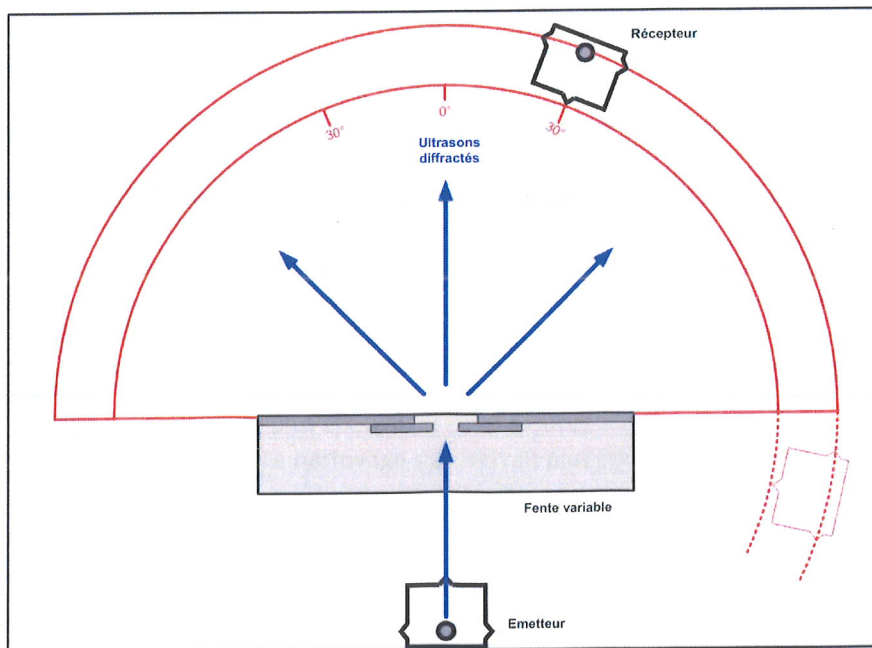 Récepteur
0°
30°
30°
Ultrasons
diffractés
Fente variable
Emetteur